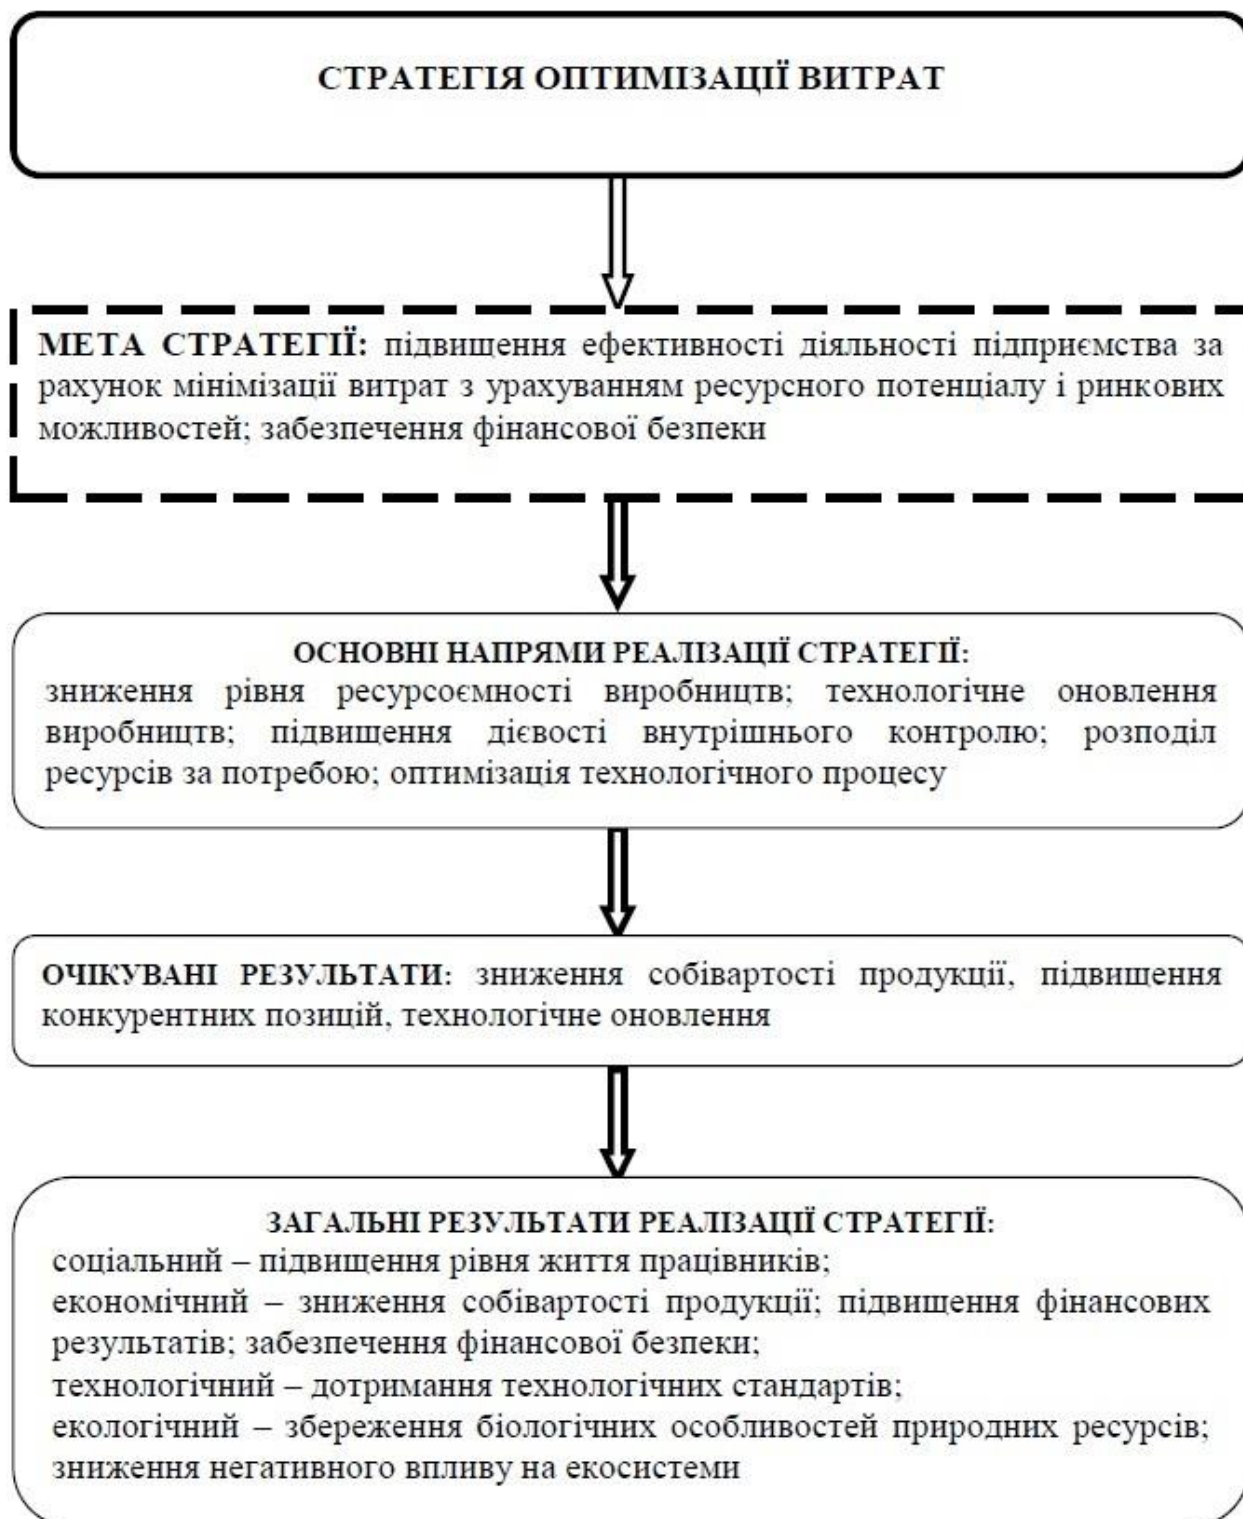 СТРАТЕГІЯ ОПТИМІЗАЦІЇ ВИТРАТ
МЕТА СТРАТЕГІЇ: підвищення ефективності діяльності підприємства за
рахунок мінімізації витрат з урахуванням ресурсного потенціалу і ринкових
можливостей; забезпечення фінансової безпеки
ОСНОВНІ НАПРЯМИ РЕАЛІЗАЦІЇ СТРАТЕГІЇ:
зниження рівня ресурсоємності виробництв; технологічне оновлення
виробництв; підвищення дієвості внутрішнього контролю; розподіл
ресурсів за потребою; оптимізація технологічного процесу
ОЧІКУВАНІ РЕЗУЛЬТАТИ: зниження собівартості продукції, підвищення
конкурентних позицій, технологічне оновлення
ЗАГАЛЬНІ РЕЗУЛЬТАТИ РЕАЛІЗАЦІЇ СТРАТЕГІЇ:
соціальний – підвищення рівня життя працівників;
економічний – зниження собівартості продукції; підвищення фінансових
результатів; забезпечення фінансової безпеки;
технологічний – дотримання технологічних стандартів;
екологічний – збереження біологічних особливостей природних ресурсів;
зниження негативного впливу на екосистеми